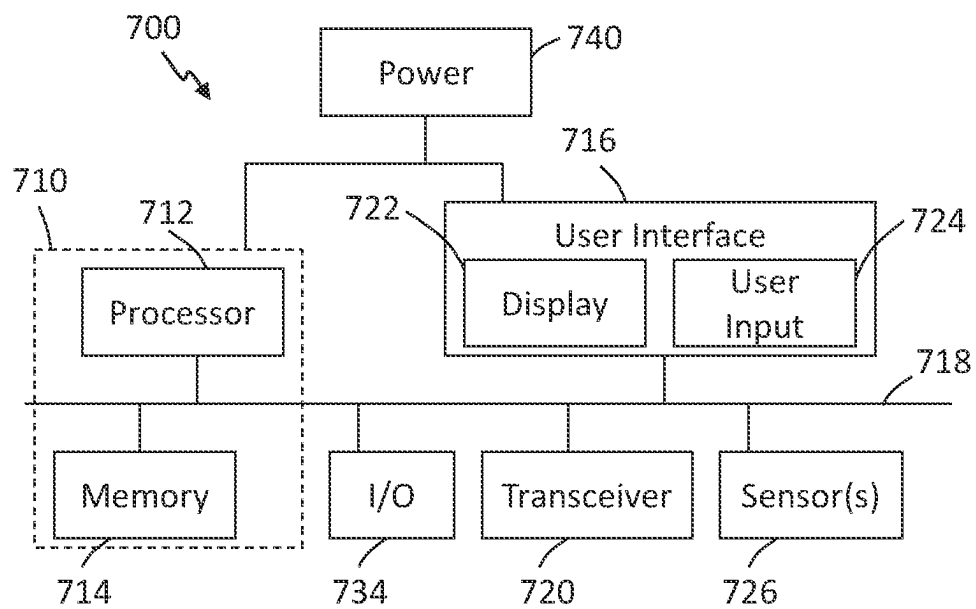 700
740
Power
716
710
712
722
724
User Interface
Processor
Display
User
Input
718
Memory
I/O
Transceiver
Sensor(s)
714
734
720
726